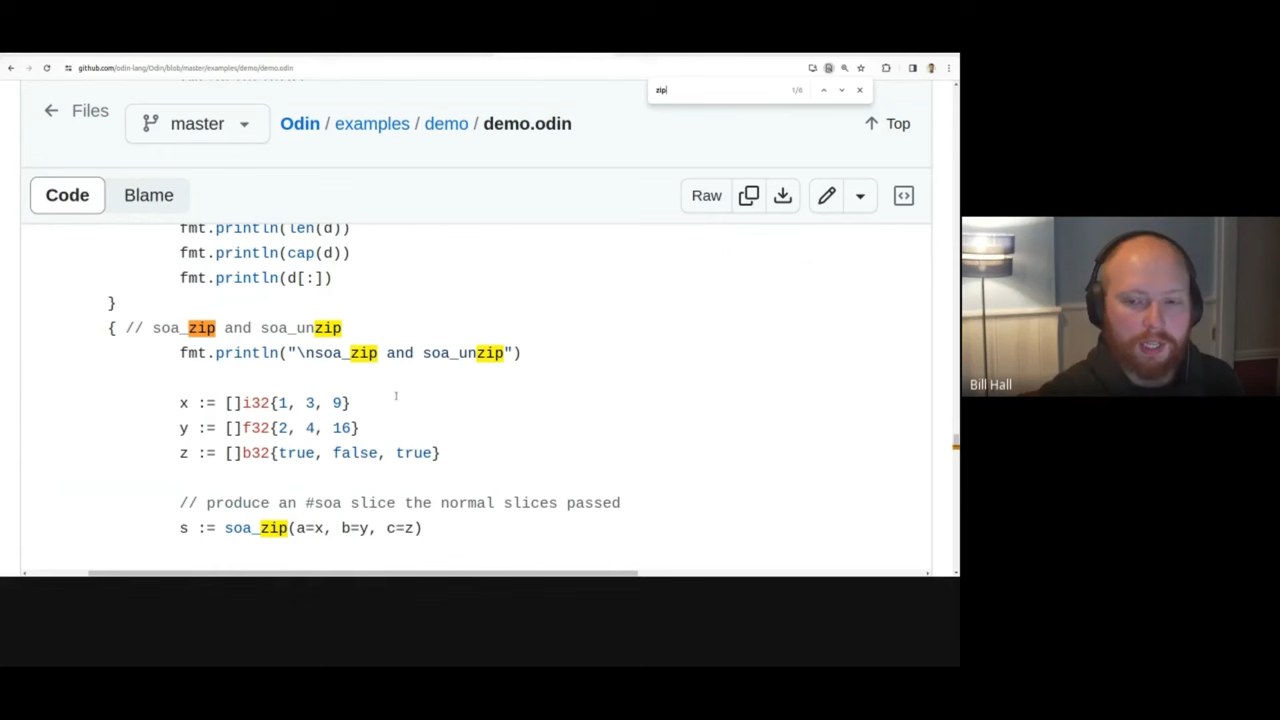 github.com/odin-lang/Odin/blob/master/examples/demo/demo.odin
zip 1/6
Files master Odin / examples / demo / demo.odin Top
Code Blame Raw
fmt.println(len(d))
fmt.println(cap(d))
fmt.println(d[:])
}
{ // soa_zip and soa_unzip
fmt.println("\nsoa_zip and soa_unzip")
x := []i32{1, 3, 9}
y := []f32{2, 4, 16}
z := []b32{true, false, true}
// produce an #soa slice the normal slices passed
s := soa_zip(a=x, b=y, c=z)
Bill Hall